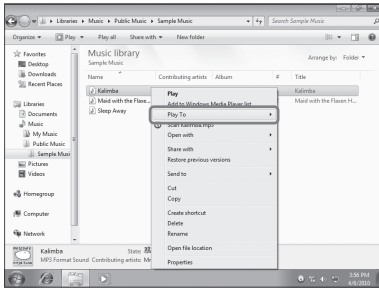 Libraries ▸ Music ▸ Public Music ▸ Sample Music
Search Sample Music
Organize Play Play all Share with New folder
Favorites
Desktop
Downloads
Recent Places
Libraries
Documents
Music
My Music
Public Music
Sample Musi
Pictures
Videos
Homegroup
Computer
Network
Music library
Sample Music
Arrange by: Folder
Name Contributing artists Album # Title
Kalimba
Kalimba
Maid with the Flaxe...
Maid with the Flaxen H...
Sleep Away
Play
Add to Windows Media Player list
Play To
Scan Kalimba.mp3
Open with
Share with
Restore previous versions
Send to
Cut
Copy
Create shortcut
Delete
Rename
Open file location
Properties
Kalimba State:
MP3 Format Sound Contributing artists: Mr
3:56 PM
4/6/2010